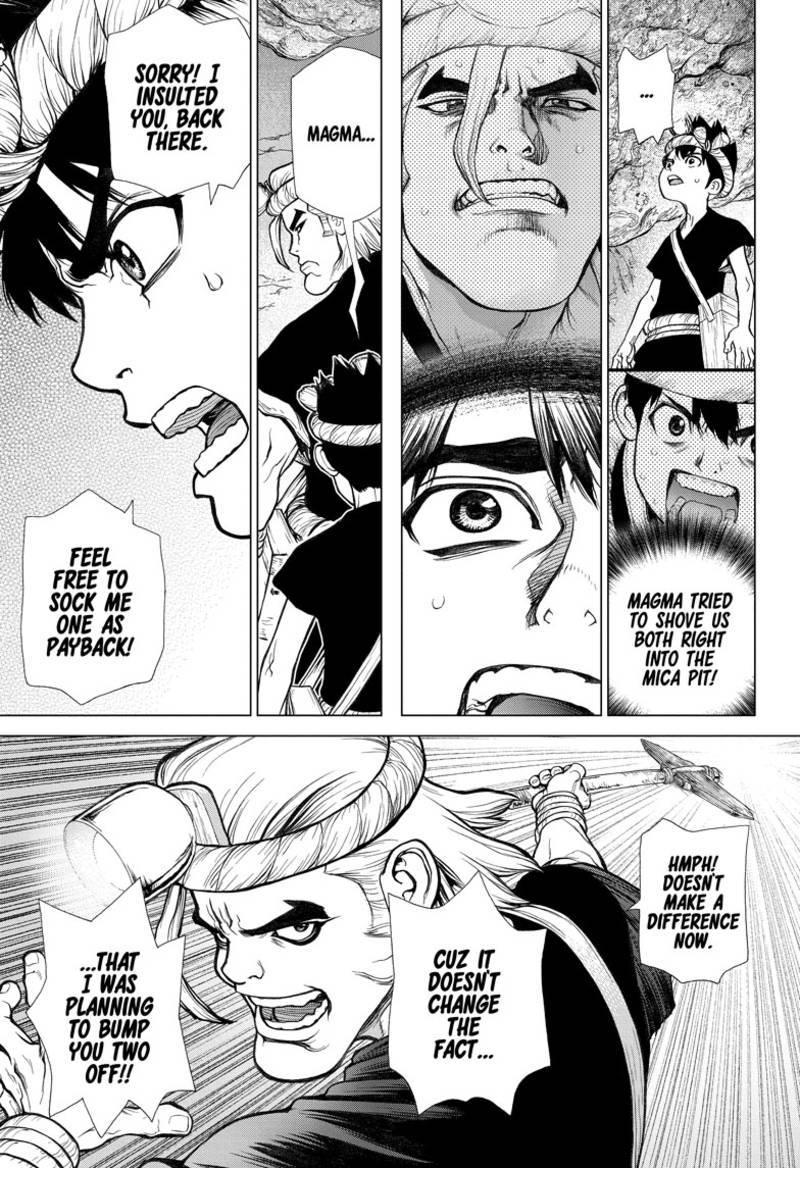 ...
MAGMA TRIED
TO SHOVE US
BOTH RIGHT
INTO THE
MICA PIT!
MAGMA...
SORRY! I
INSULTED
YOU, BACK
THERE.
FEEL
FREE TO
SOCK ME
ONE AS
PAYBACK!
HMPH!
DOESN'T
MAKE A
DIFFERENCE
NOW.
CUZ IT
DOESN'T
CHANGE
THE
FACT...
...THAT
I WAS
PLANNING
TO BUMP
YOU TWO
OFF!!